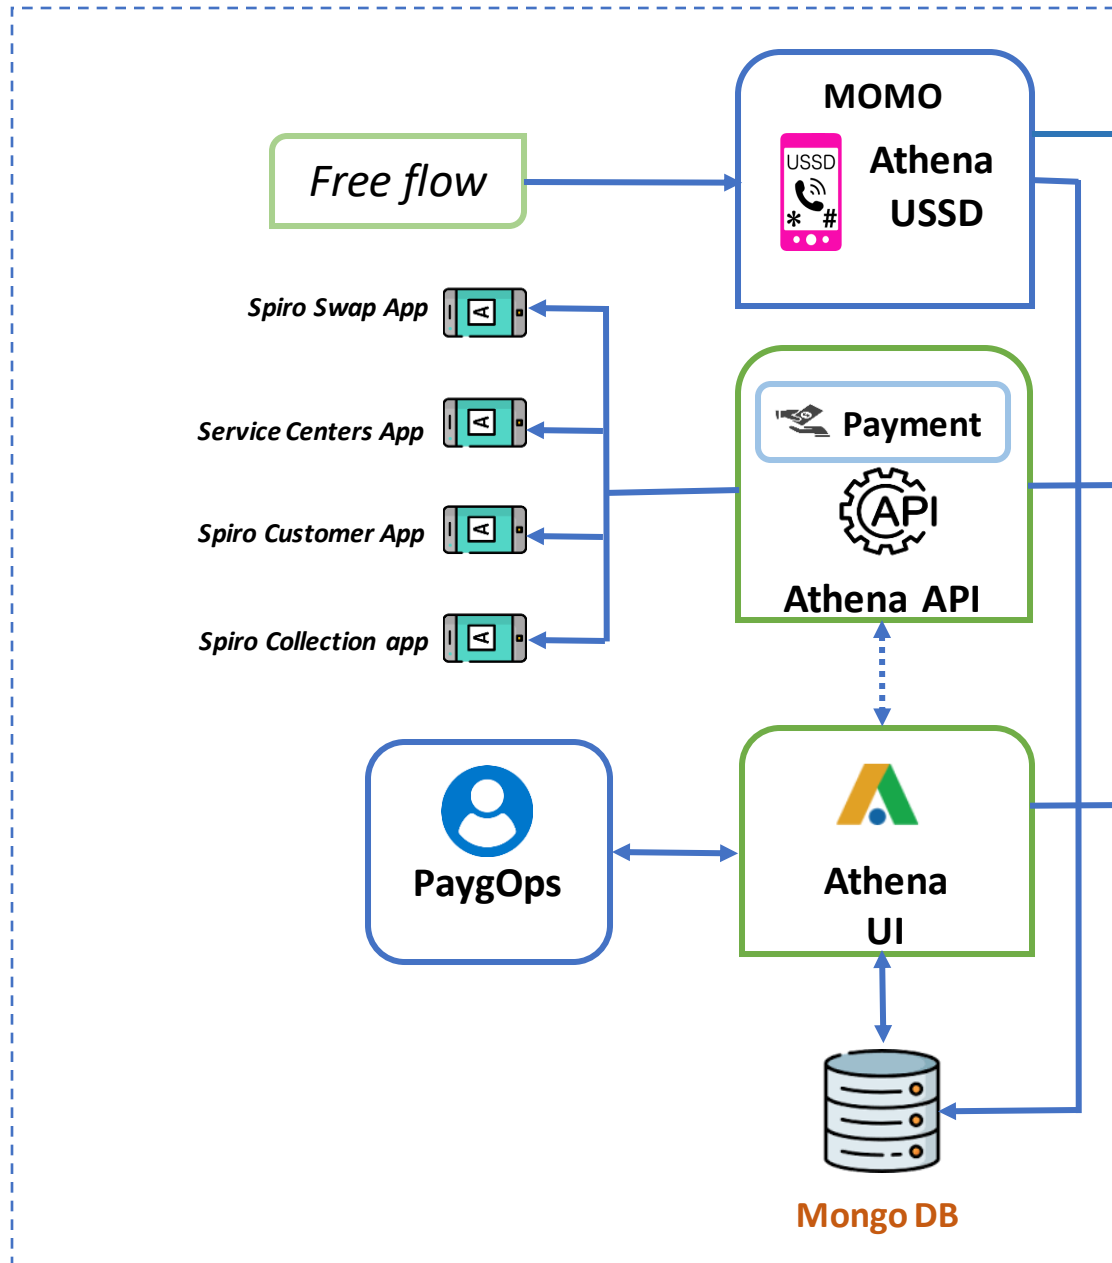 MOMO
USSD
* #
Athena
USSD
Free flow
Spiro Swap App
A
Service Centers App
A
Spiro Customer App
A
Spiro Collection app
A
Payment
API
Athena API
PaygOps
Athena
UI
Mongo DB